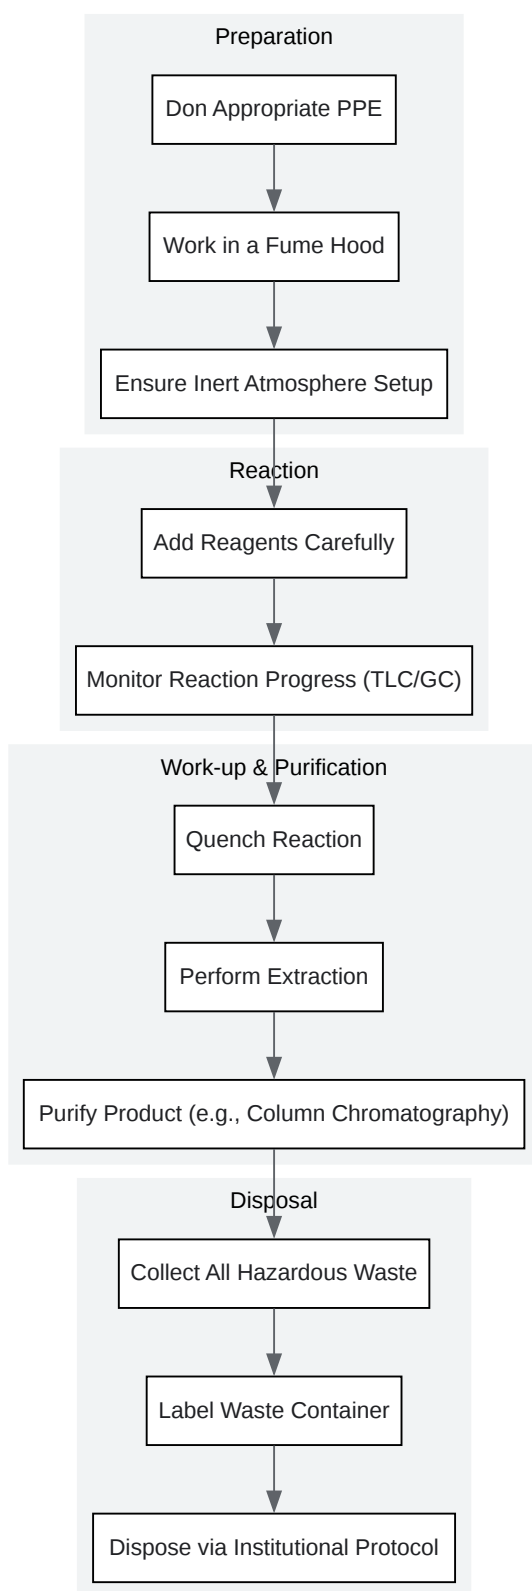 Preparation
Don Appropriate PPE
Work in a Fume Hood
Ensure Inert Atmosphere Setup
Reaction
Add Reagents Carefully
Monitor Reaction Progress (TLC/GC)
Work-up & Purification
Quench Reaction
Perform Extraction
Purify Product (e.g., Column Chromatography)
Disposal
Collect All Hazardous Waste
Label Waste Container
Dispose via Institutional Protocol